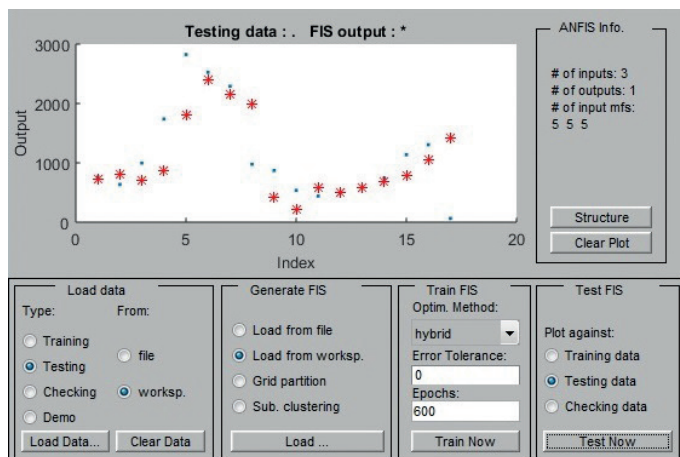 Testing data : .   FIS output : *
3000
2000
1000
0
Output
0
5
10
15
20
Index
ANFIS Info.
# of inputs: 3
# of outputs: 1
# of input mfs:
5 5 5
Structure
Clear Plot
Load data
Type:
From:
Training
Testing
Checking
Demo
file
worksp.
Load Data...
Clear Data
Generate FIS
Load from file
Load from worksp.
Grid partition
Sub. clustering
Load ...
Train FIS
Optim. Method:
hybrid
Error Tolerance:
0
Epochs:
600
Train Now
Test FIS
Plot against:
Training data
Testing data
Checking data
Test Now